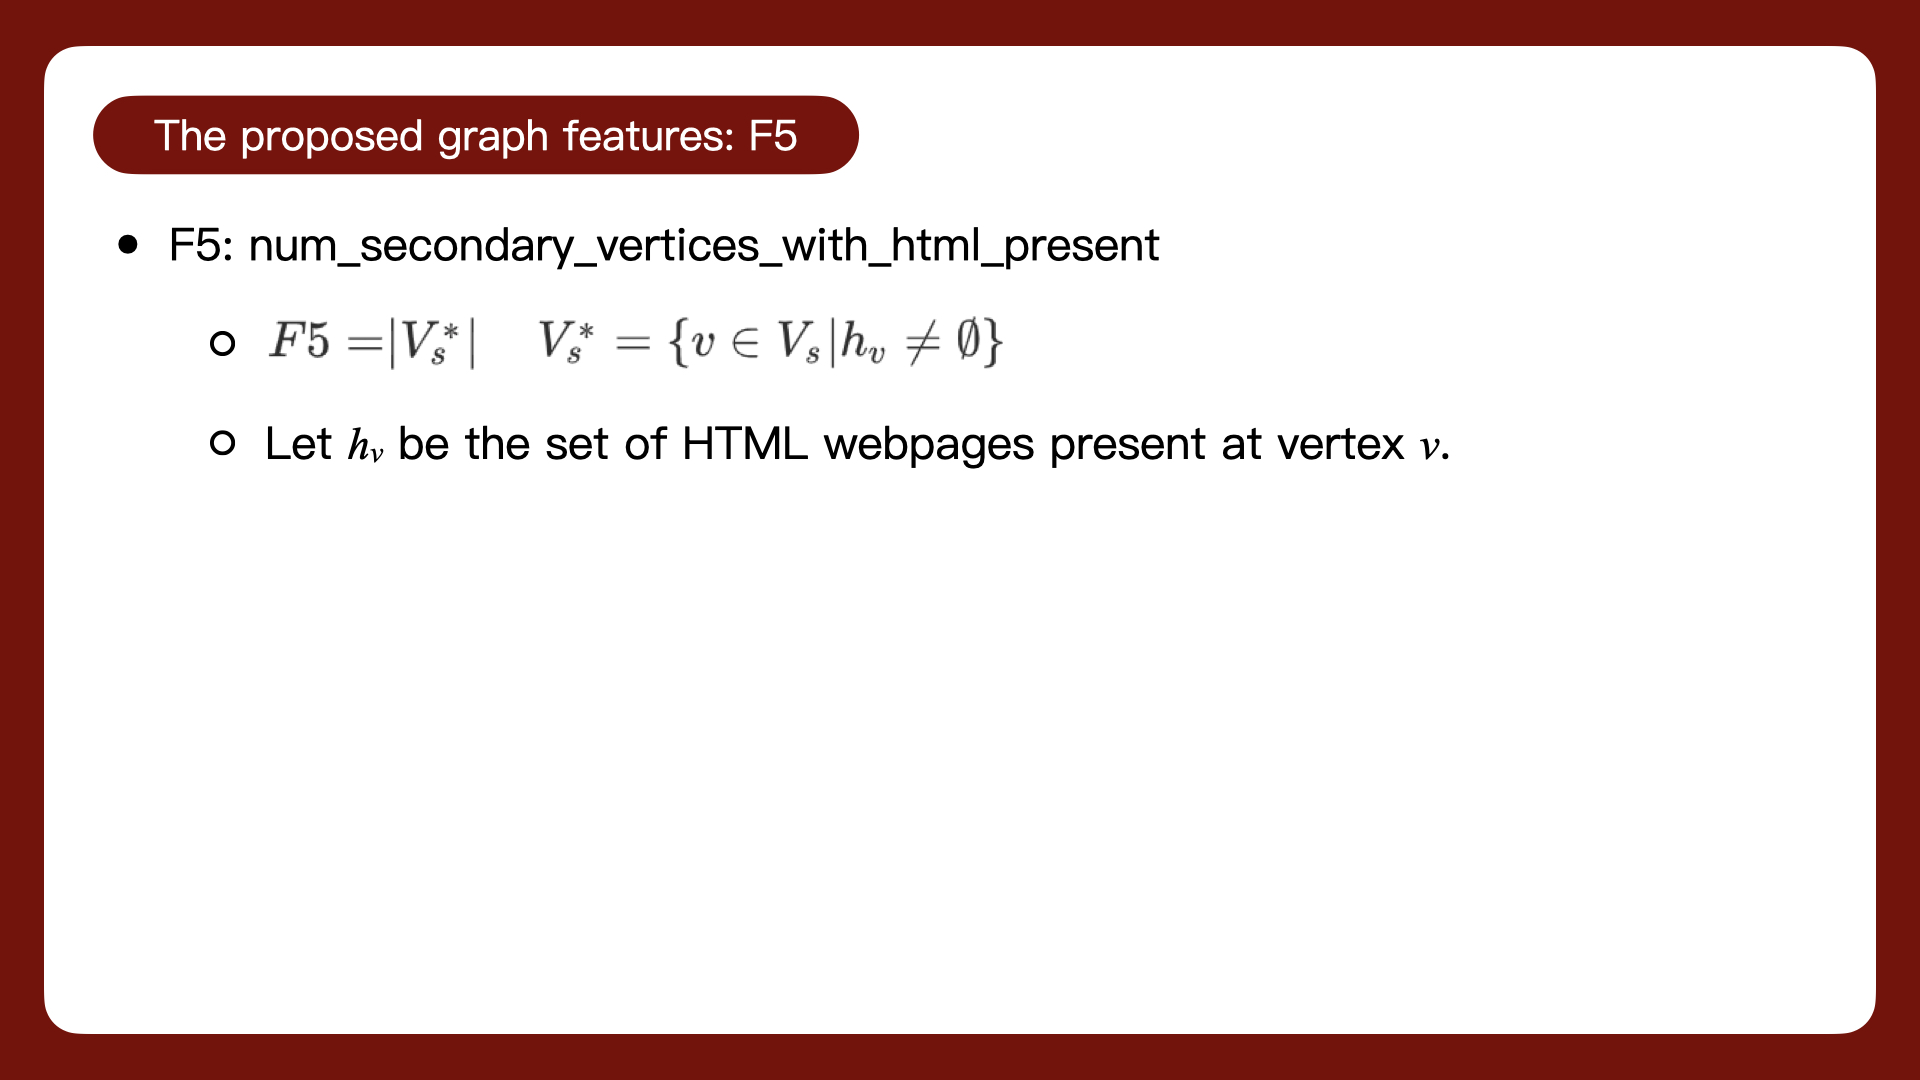 The proposed graph features: F5
● F5: num_secondary_vertices_with_html_present
○ $F5 = |V_s^*| \quad V_s^* = \{v \in V_s | h_v \neq \emptyset\}$
○ Let $h_v$ be the set of HTML webpages present at vertex $v$.